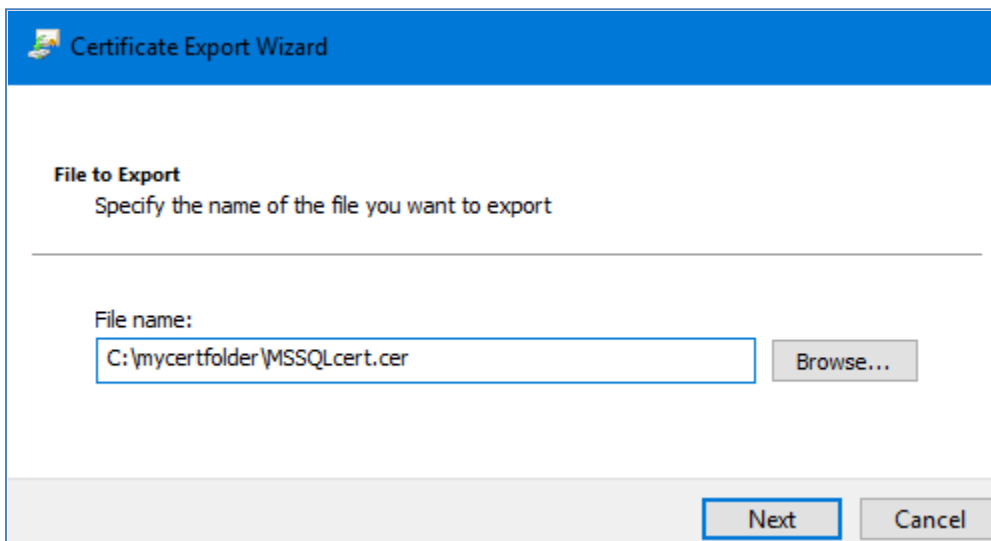 Certificate Export Wizard
File to Export
Specify the name of the file you want to export
File name:
C:\mycertfolder\MSSQLcert.cer
Browse...
Next
Cancel